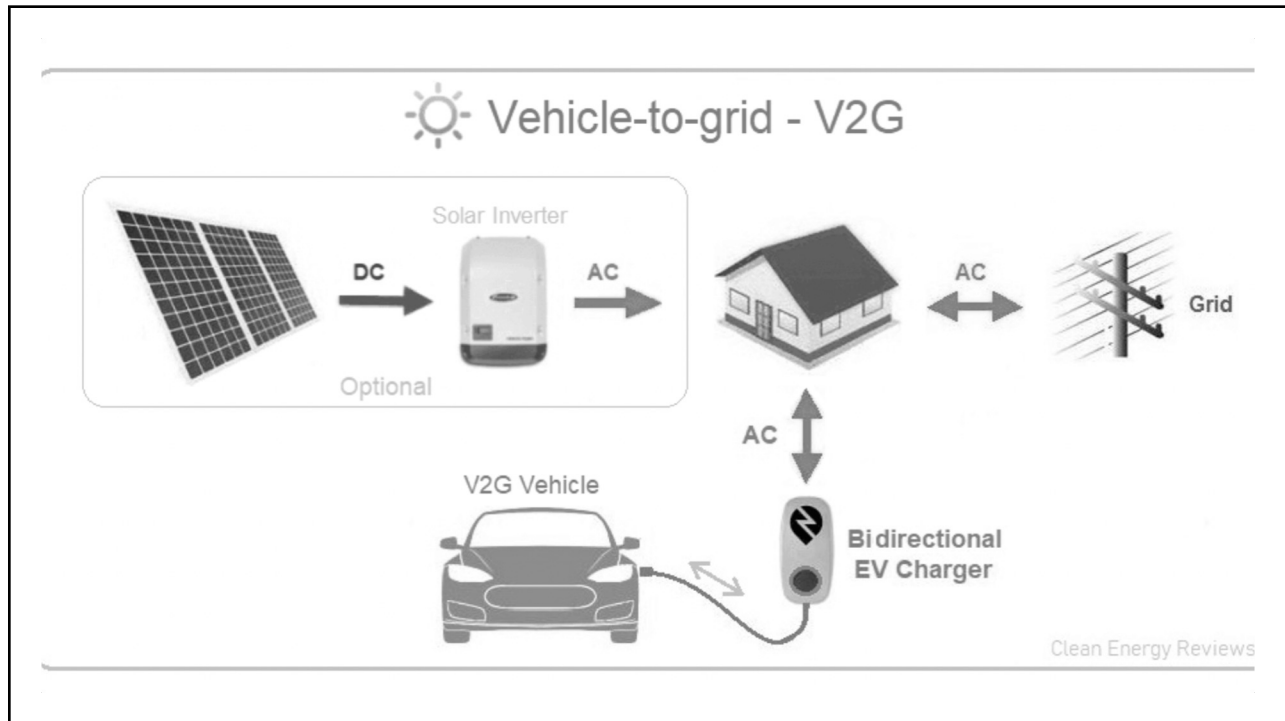 Vehicle-to-grid - V2G
Solar Inverter
DC
AC
AC
Grid
Optional
AC
V2G Vehicle
Bidirectional
EV Charger
Clean Energy Reviews